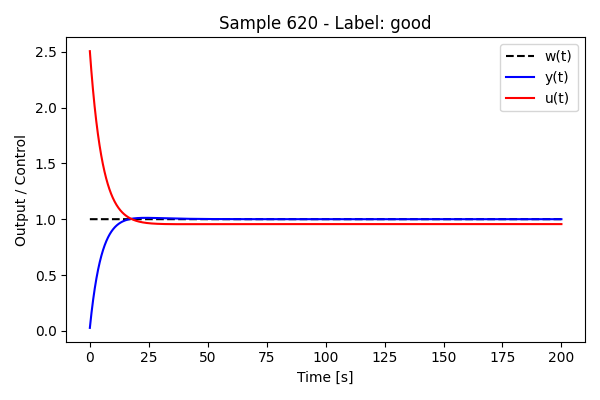 Sample 620 - Label: good
w(t)
y(t)
u(t)
Output / Control
2.5
2.0
1.5
1.0
0.5
0.0
0 25 50 75 100 125 150 175 200
Time [s]